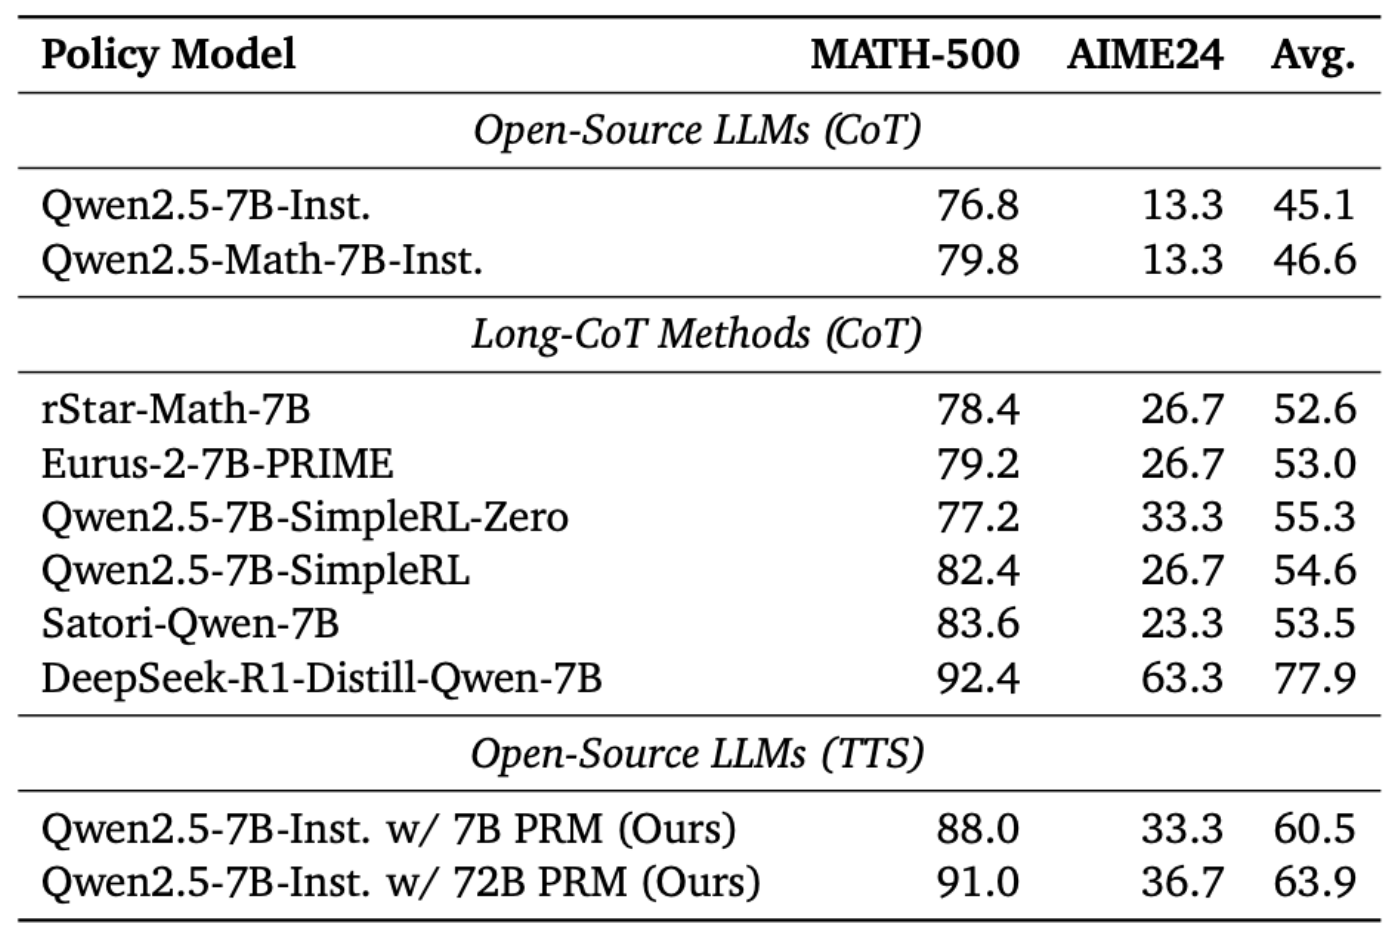 Policy Model MATH-500 AIME24 Avg.
Open-Source LLMs (CoT)
Qwen2.5-7B-Inst. 76.8 13.3 45.1
Qwen2.5-Math-7B-Inst. 79.8 13.3 46.6
Long-CoT Methods (CoT)
rStar-Math-7B 78.4 26.7 52.6
Eurus-2-7B-PRIME 79.2 26.7 53.0
Qwen2.5-7B-SimpleRL-Zero 77.2 33.3 55.3
Qwen2.5-7B-SimpleRL 82.4 26.7 54.6
Satori-Qwen-7B 83.6 23.3 53.5
DeepSeek-R1-Distill-Qwen-7B 92.4 63.3 77.9
Open-Source LLMs (TTS)
Qwen2.5-7B-Inst. w/ 7B PRM (Ours) 88.0 33.3 60.5
Qwen2.5-7B-Inst. w/ 72B PRM (Ours) 91.0 36.7 63.9